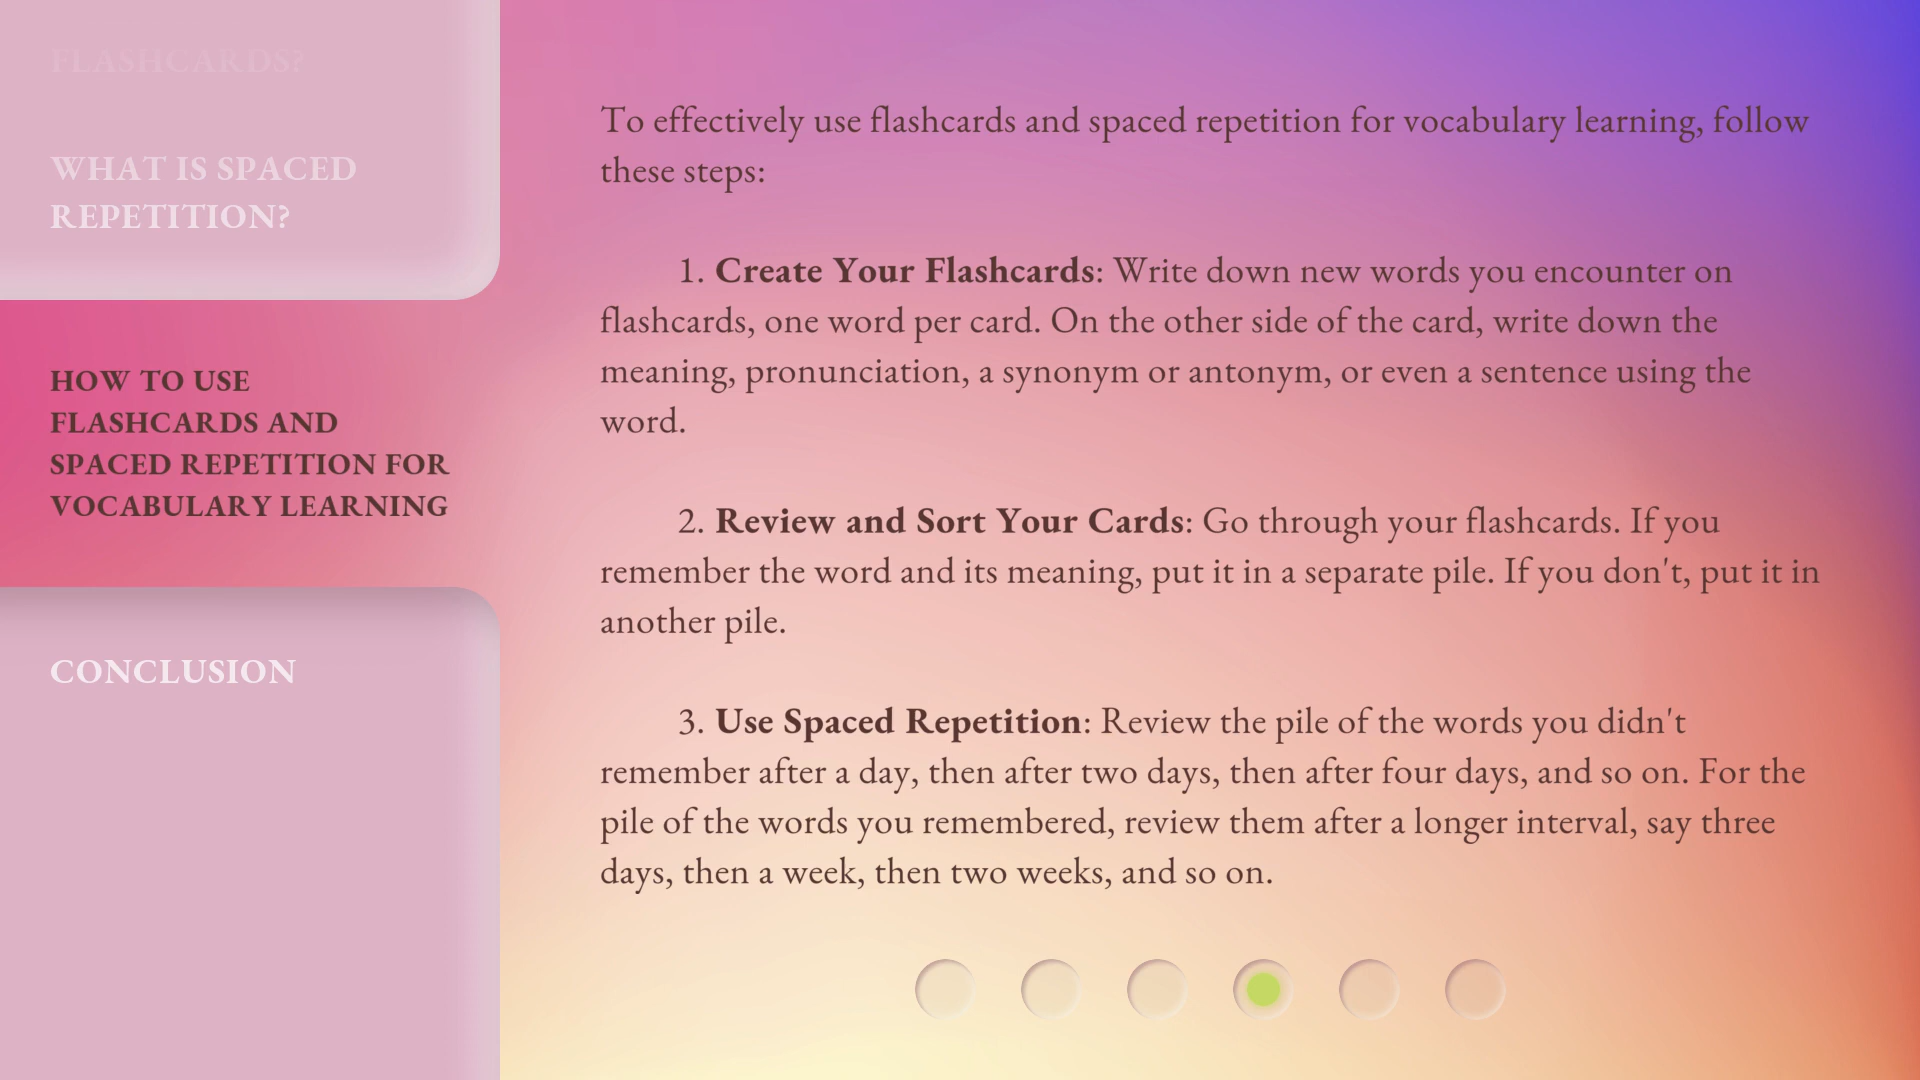 FLASHCARDS?
WHAT IS SPACED
REPETITION?
HOW TO USE
FLASHCARDS AND
SPACED REPETITION FOR
VOCABULARY LEARNING
CONCLUSION
To effectively use flashcards and spaced repetition for vocabulary learning, follow
these steps:
1. Create Your Flashcards: Write down new words you encounter on
flashcards, one word per card. On the other side of the card, write down the
meaning, pronunciation, a synonym or antonym, or even a sentence using the
word.
2. Review and Sort Your Cards: Go through your flashcards. If you
remember the word and its meaning, put it in a separate pile. If you don't, put it in
another pile.
3. Use Spaced Repetition: Review the pile of the words you didn't
remember after a day, then after two days, then after four days, and so on. For the
pile of the words you remembered, review them after a longer interval, say three
days, then a week, then two weeks, and so on.